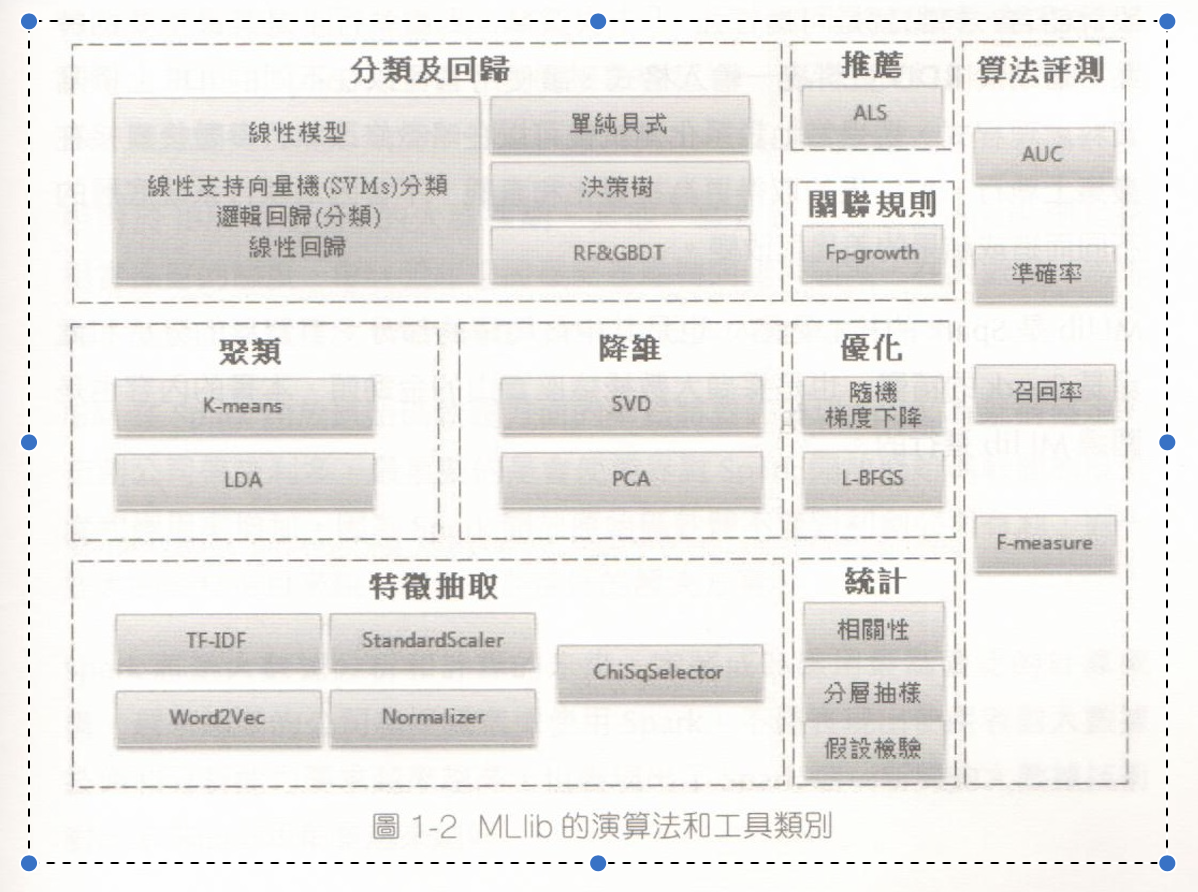 分類及回歸
線性模型
線性支持向量機(SVMs)分類
邏輯回歸(分類)
線性回歸
單純貝式
決策樹
RF&GBDT
推薦
ALS
關聯規則
Fp-growth
算法評測
AUC
準確率
召回率
F-measure
聚類
K-means
LDA
降維
SVD
PCA
優化
隨機
梯度下降
L-BFGS
特徵抽取
TF-IDF
StandardScaler
ChiSqSelector
Word2Vec
Normalizer
統計
相關性
分層抽樣
假設檢驗
圖 1-2 MLlib 的演算法和工具類別